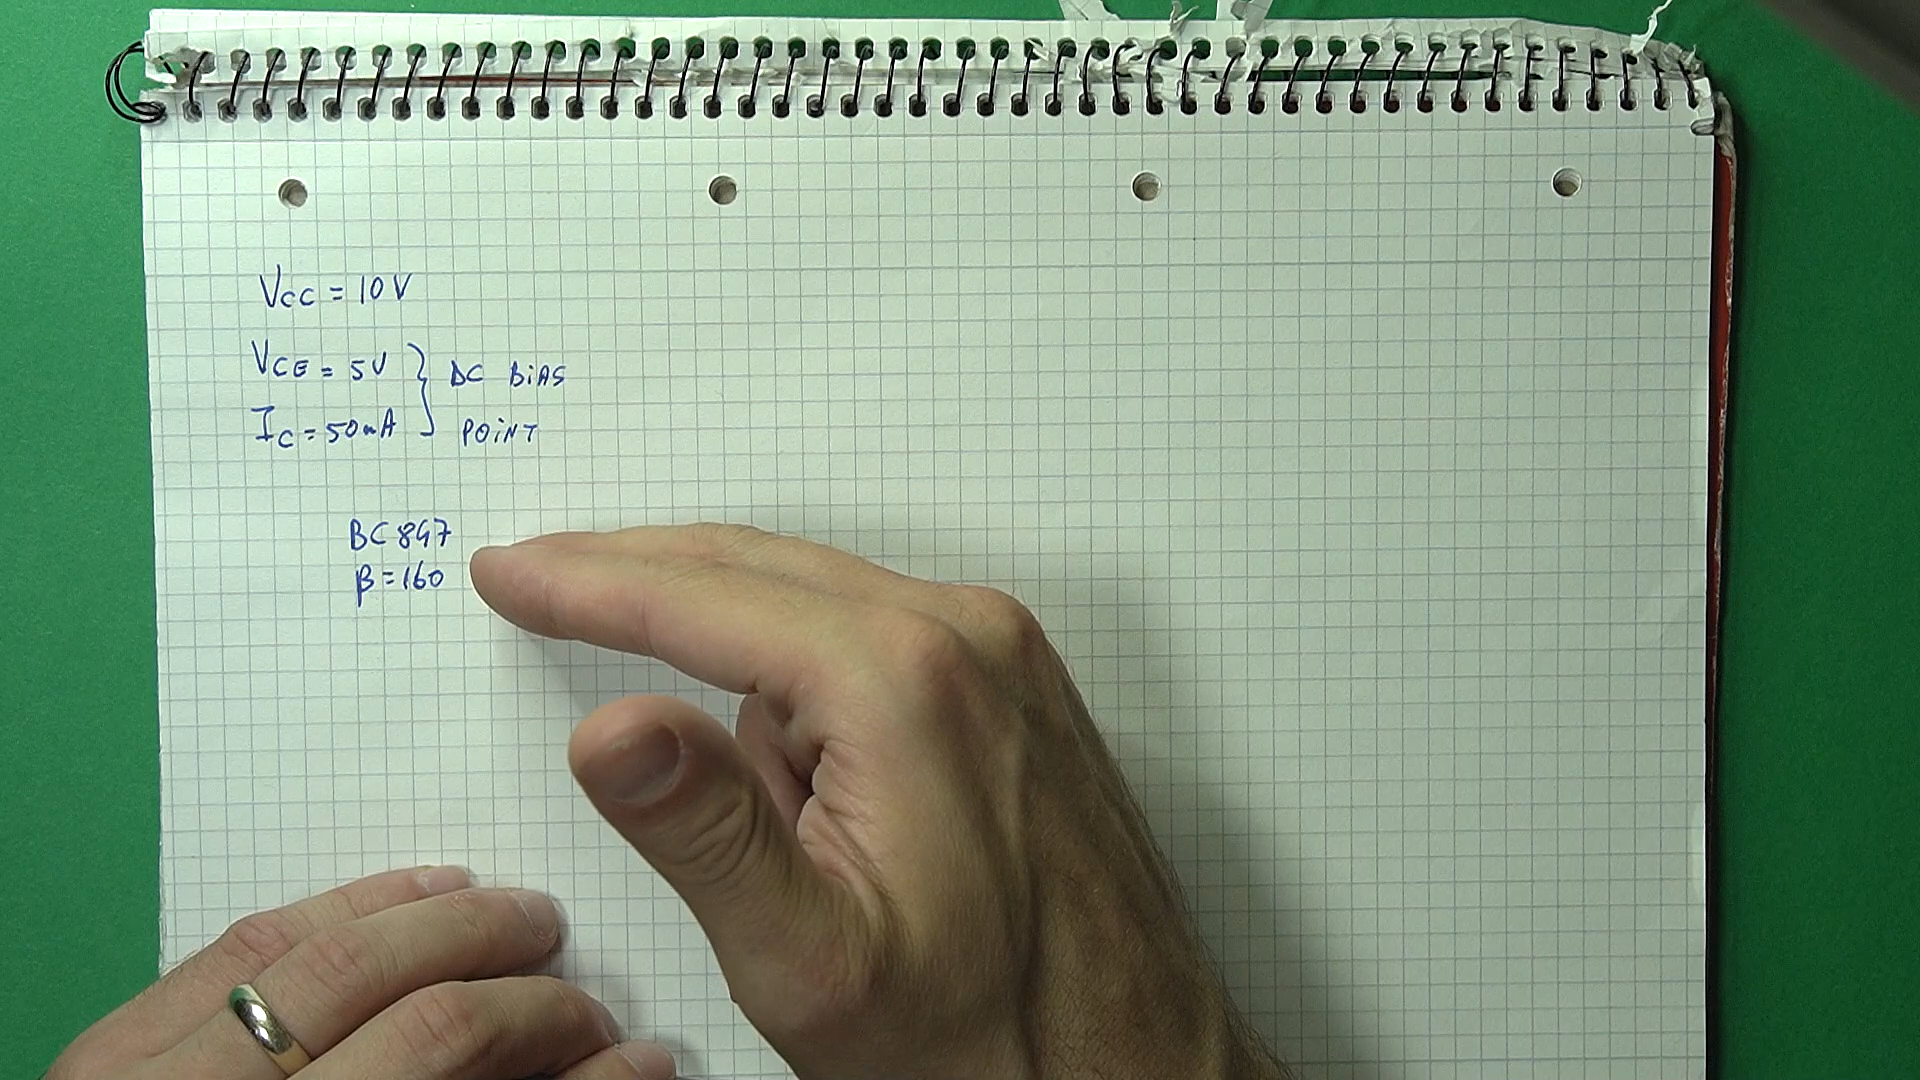 VCC = 10V
VCE = 5V } DC BiAS
IC = 50mA POiNT
BC847
β = 160